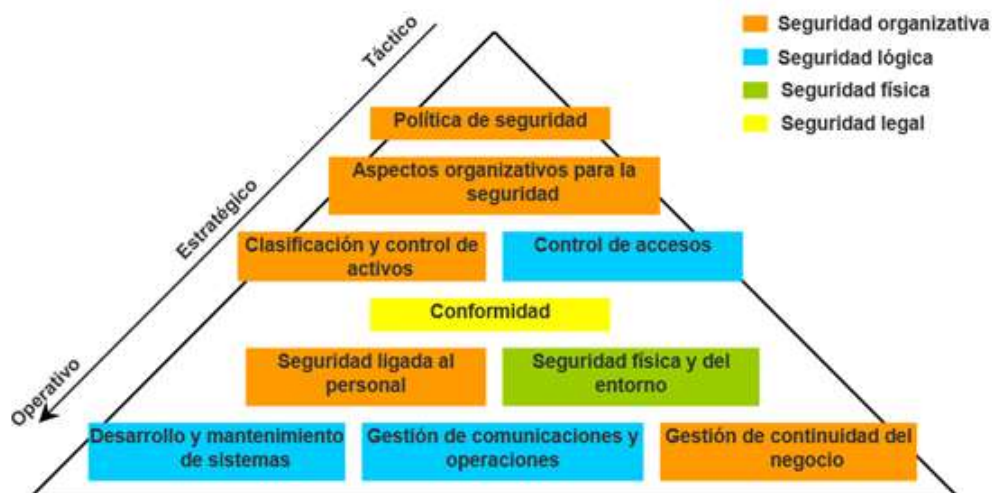 Táctico
Estratégico
Operativo
Seguridad organizativa
Seguridad lógica
Seguridad física
Seguridad legal
Política de seguridad
Aspectos organizativos para la
seguridad
Clasificación y control de
activos
Control de accesos
Conformidad
Seguridad ligada al
personal
Seguridad física y del
entorno
Desarrollo y mantenimiento
de sistemas
Gestión de comunicaciones y
operaciones
Gestión de continuidad del
negocio